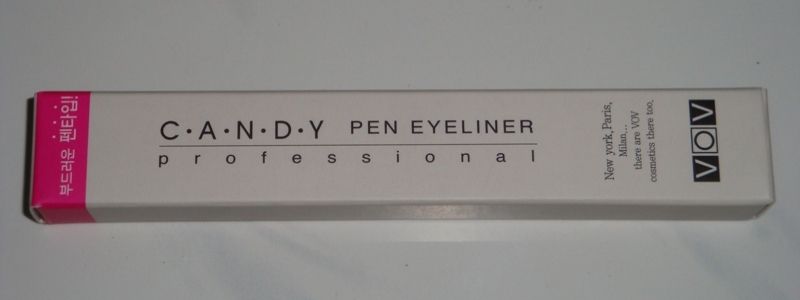 부드러운 펜타입!
C·A·N·D·Y PEN EYELINER
professional
New york,Paris,
Milan...
there are VOV
cosmetics there too.
VOV